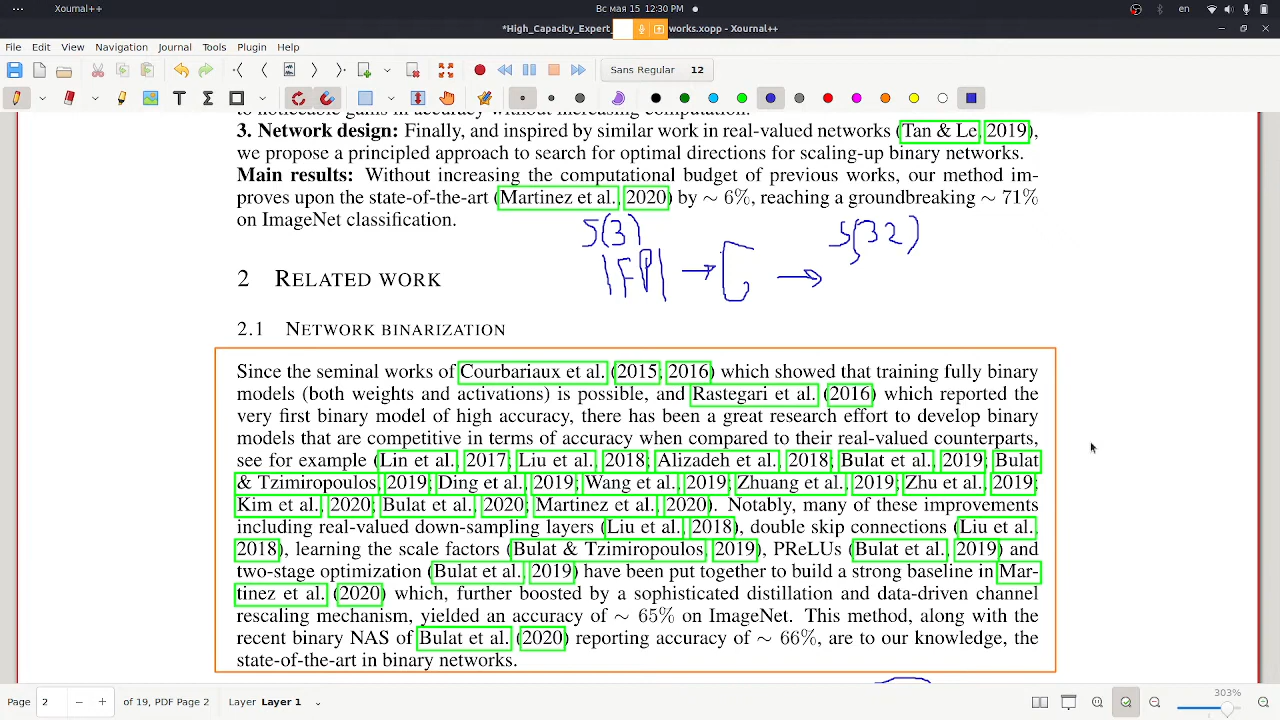 Xournal++
Вс мая 15 12:30 PM
en
*High_Capacity_Expert_
works.xopp - Xournal++
File Edit View Navigation Journal Tools Plugin Help
Sans Regular 12
3. Network design: Finally, and inspired by similar work in real-valued networks (Tan & Le, 2019),
we propose a principled approach to search for optimal directions for scaling-up binary networks.
Main results: Without increasing the computational budget of previous works, our method im-
proves upon the state-of-the-art (Martinez et al., 2020) by ∼ 6%, reaching a groundbreaking ∼ 71%
on ImageNet classification.
5(3) 5(32)
|FP| → →
2 RELATED WORK
2.1 NETWORK BINARIZATION
Since the seminal works of Courbariaux et al. (2015; 2016) which showed that training fully binary
models (both weights and activations) is possible, and Rastegari et al. (2016) which reported the
very first binary model of high accuracy, there has been a great research effort to develop binary
models that are competitive in terms of accuracy when compared to their real-valued counterparts,
see for example (Lin et al., 2017; Liu et al., 2018; Alizadeh et al., 2018; Bulat et al., 2019; Bulat
& Tzimiropoulos, 2019; Ding et al., 2019; Wang et al., 2019; Zhuang et al., 2019; Zhu et al., 2019;
Kim et al., 2020; Bulat et al., 2020; Martinez et al., 2020). Notably, many of these improvements
including real-valued down-sampling layers (Liu et al., 2018), double skip connections (Liu et al.,
2018), learning the scale factors (Bulat & Tzimiropoulos, 2019), PReLUs (Bulat et al., 2019) and
two-stage optimization (Bulat et al., 2019) have been put together to build a strong baseline in Mar-
tinez et al. (2020) which, further boosted by a sophisticated distillation and data-driven channel
rescaling mechanism, yielded an accuracy of ∼ 65% on ImageNet. This method, along with the
recent binary NAS of Bulat et al. (2020) reporting accuracy of ∼ 66%, are to our knowledge, the
state-of-the-art in binary networks.
Page 2 − + of 19, PDF Page 2 Layer Layer 1
303%